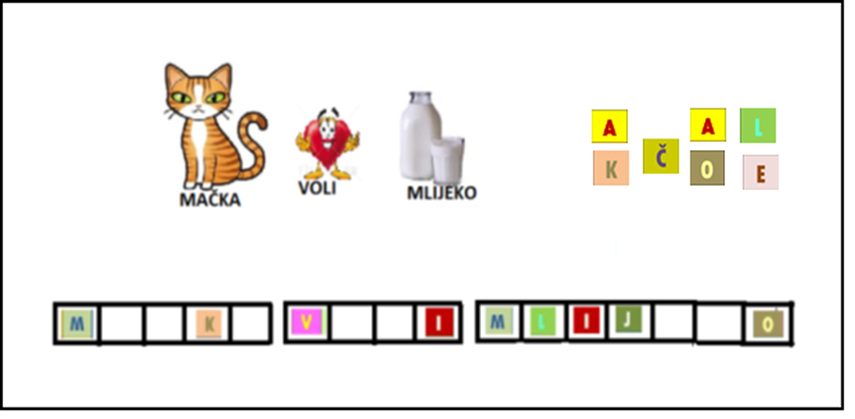 MAČKA VOLI MLIJEKO
A A L
K Č O E
M K V I M L I J O